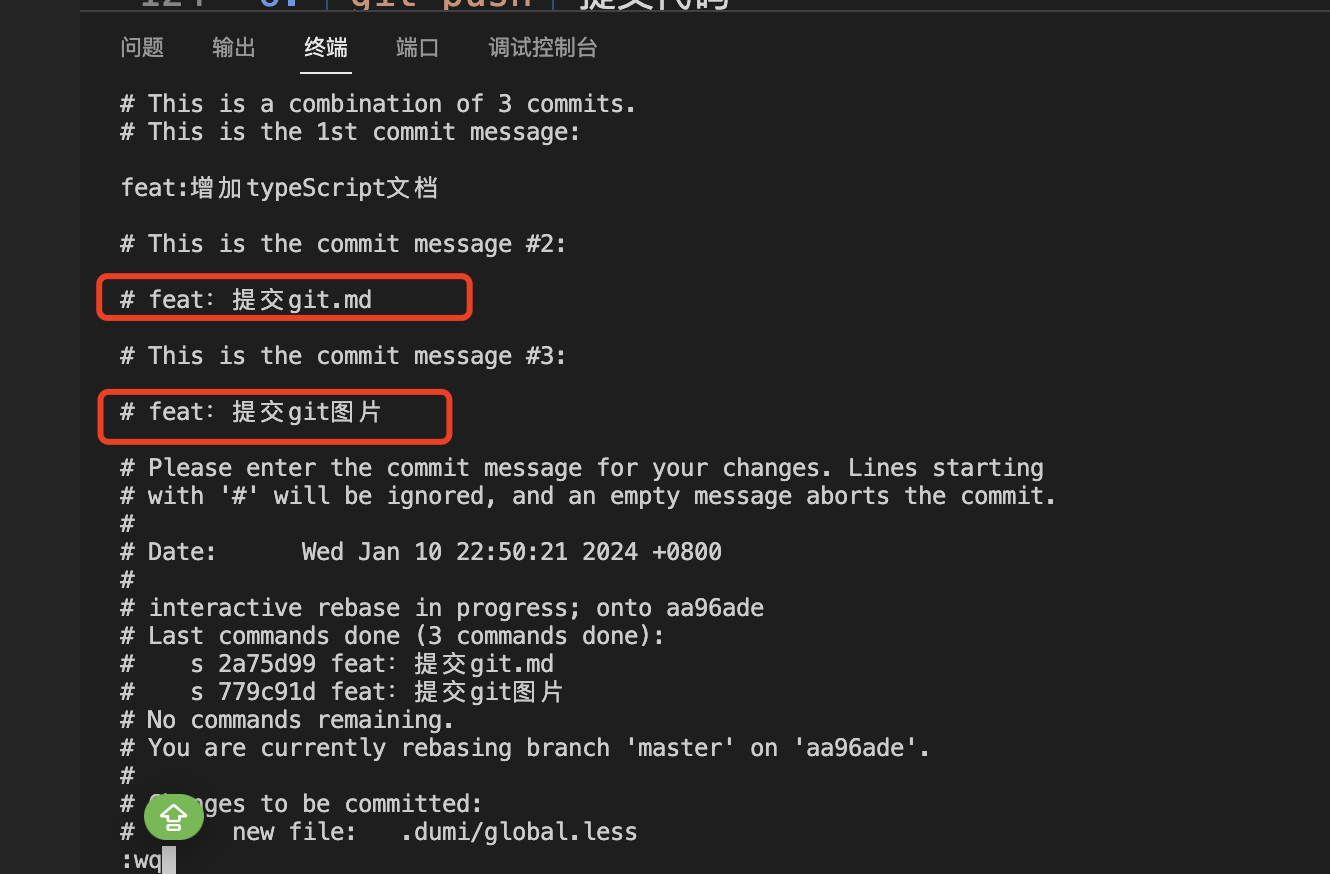 git push 提交代码
问题 输出 终端 端口 调试控制台
# This is a combination of 3 commits.
# This is the 1st commit message:
feat:增加typeScript文档
# This is the commit message #2:
# feat: 提交git.md
# This is the commit message #3:
# feat: 提交git图片
# Please enter the commit message for your changes. Lines starting
# with '#' will be ignored, and an empty message aborts the commit.
#
# Date:      Wed Jan 10 22:50:21 2024 +0800
#
# interactive rebase in progress; onto aa96ade
# Last commands done (3 commands done):
#    s 2a75d99 feat: 提交git.md
#    s 779c91d feat: 提交git图片
# No commands remaining.
# You are currently rebasing branch 'master' on 'aa96ade'.
#
# to be committed:
#       new file:   .dumi/global.less
:wq